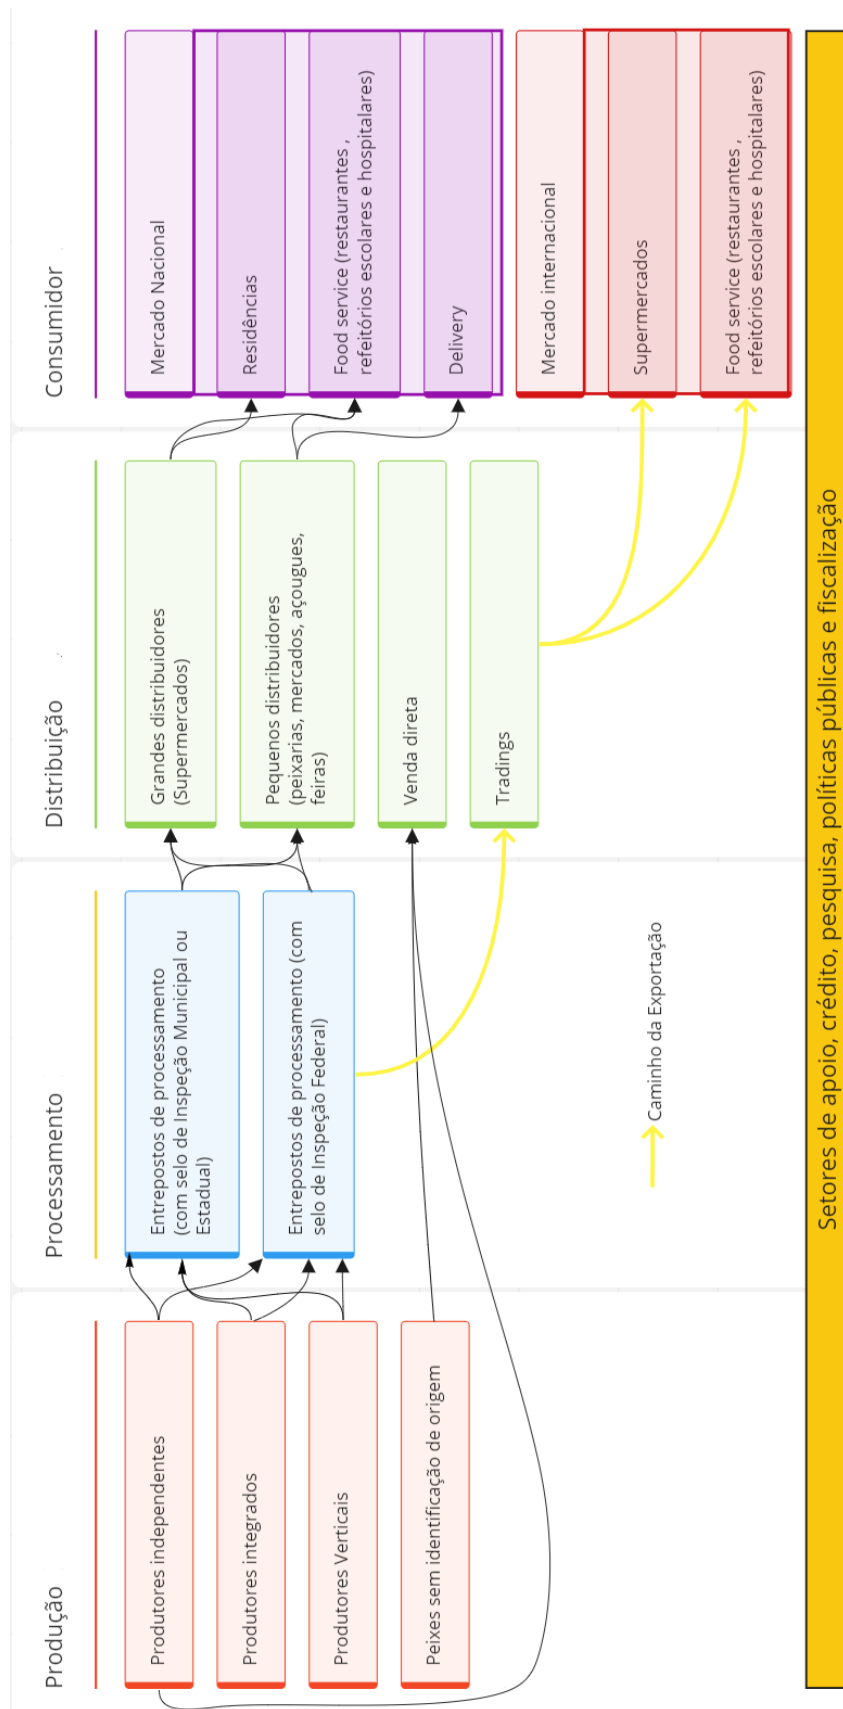 Produção
Produtores independentes
Produtores integrados
Produtores Verticais
Peixes sem identificação de origem
Processamento
Entrepostos de processamento
(com selo de Inspeção Municipal ou
Estadual)
Entrepostos de processamento (com
selo de Inspeção Federal)
Caminho da Exportação
Distribuição
Grandes distribuidores
(Supermercados)
Pequenos distribuidores
(peixarias, mercados, açougues,
feiras)
Venda direta
Tradings
Consumidor
Mercado Nacional
Residências
Food service (restaurantes ,
refeitórios escolares e hospitalares)
Delivery
Mercado internacional
Supermercados
Food service (restaurantes ,
refeitórios escolares e hospitalares)
Setores de apoio, crédito, pesquisa, políticas públicas e fiscalização